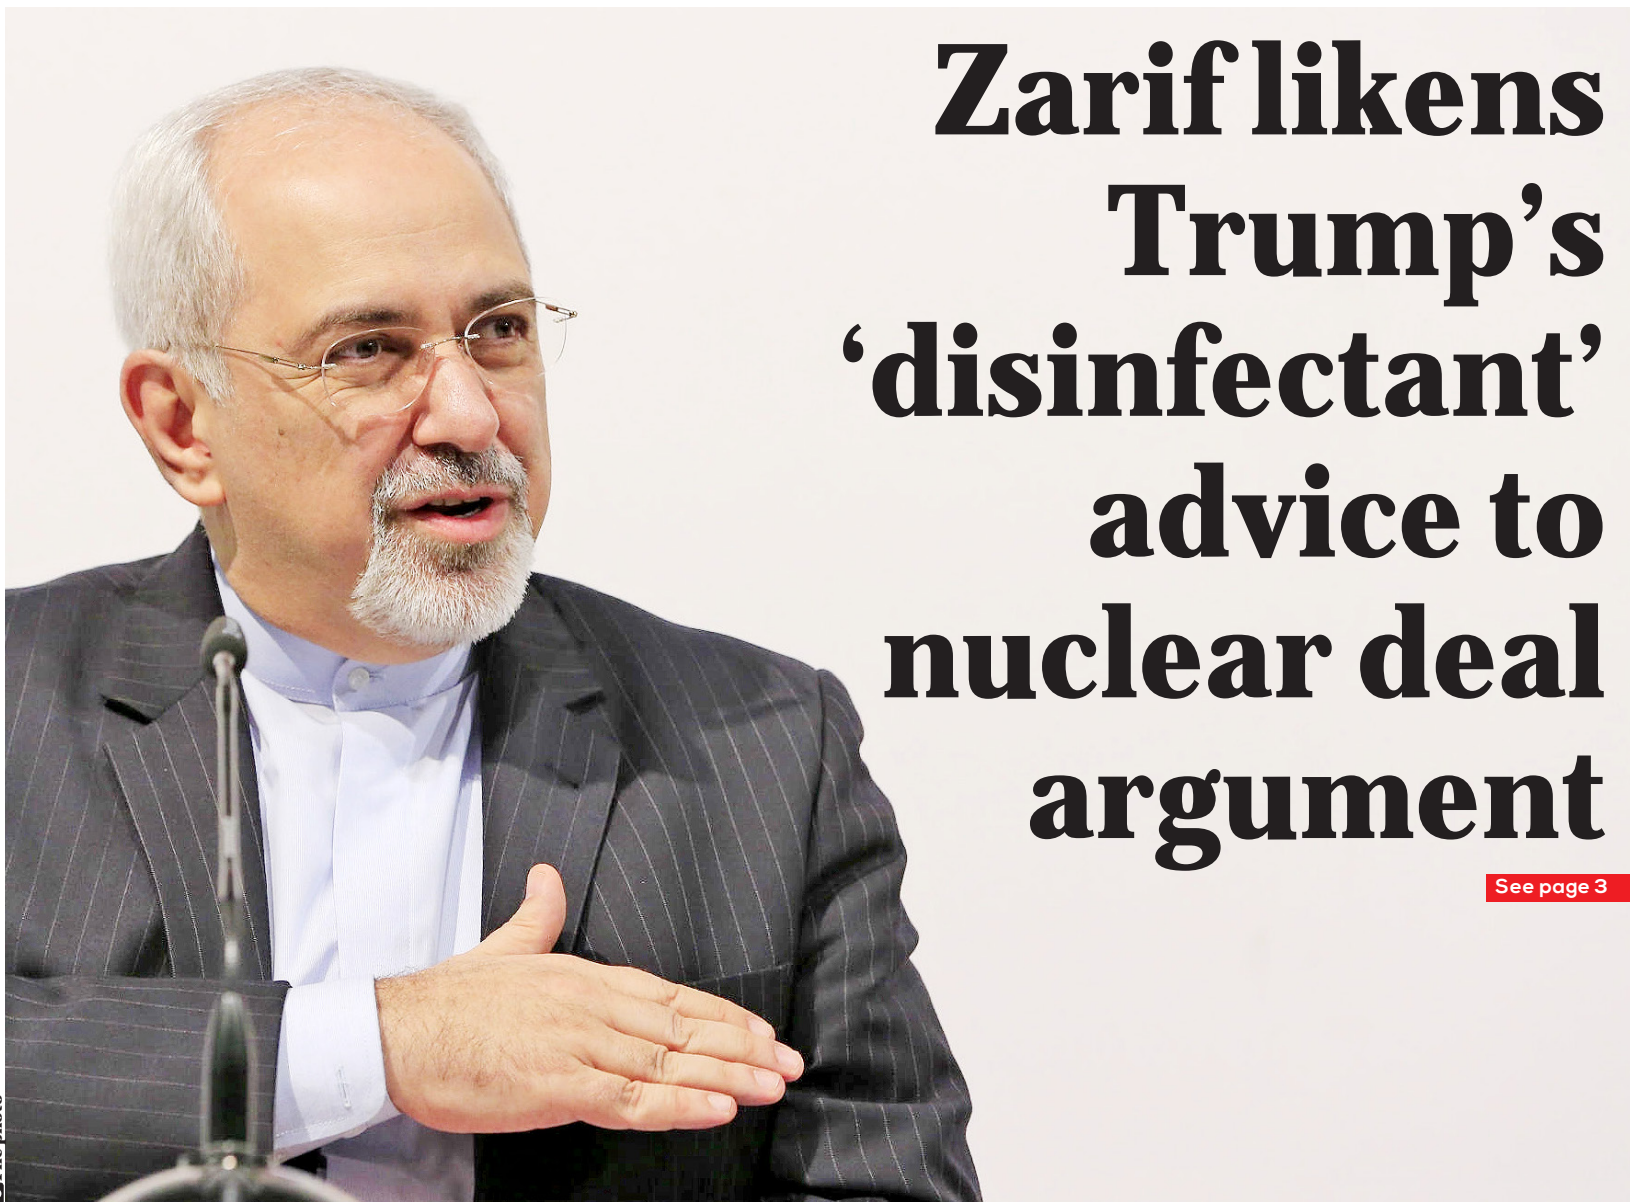 Zarif likens
Trump’s
‘disinfectant’
advice to
nuclear deal
argument
See page 3